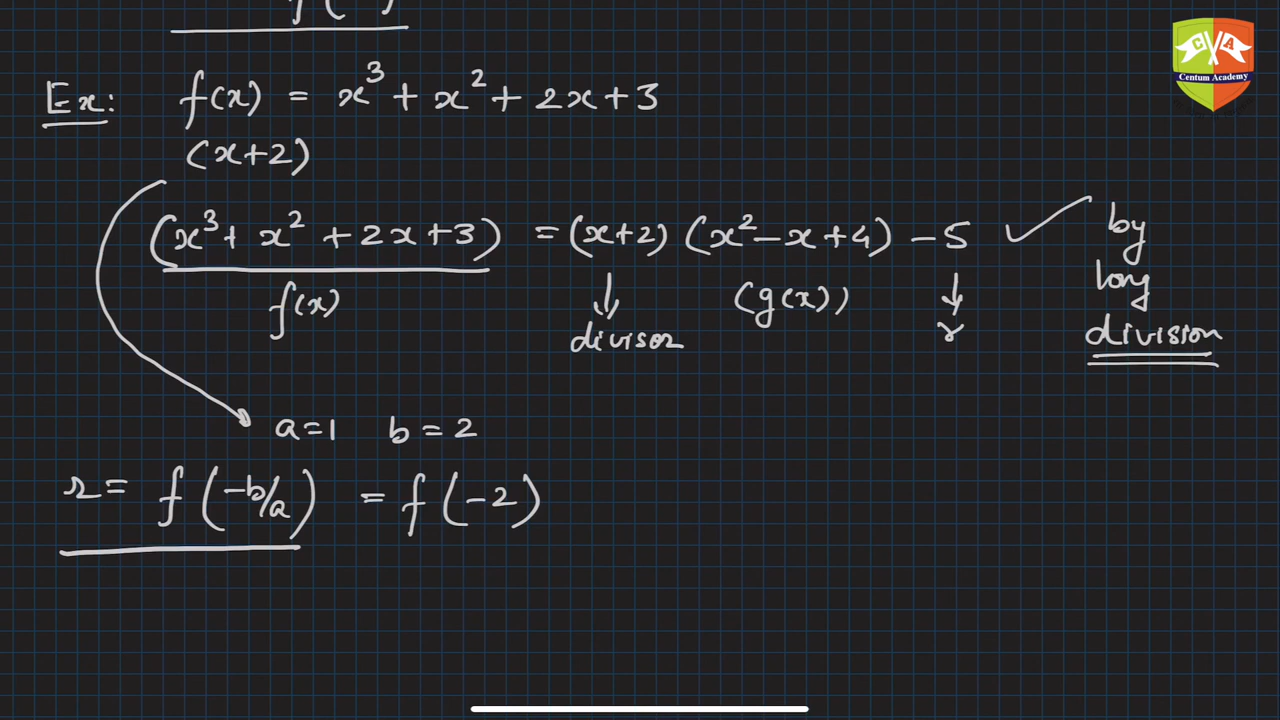 f(
Ex: f(x) = x³ + x² + 2x + 3
(x+2)
(x³ + x² + 2x + 3) = (x+2) (x² - x + 4) - 5 ✓ by long division
f(x) divisor (g(x)) r
a = 1 b = 2
r = f(-b/a) = f(-2)
C A
Centum Academy